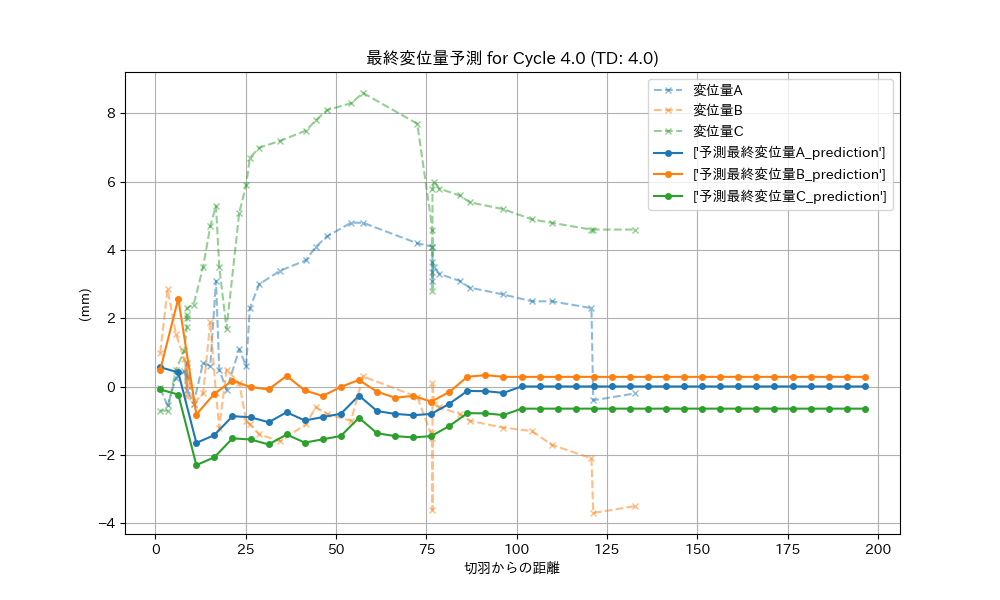 最終変位量予測 for Cycle 4.0 (TD: 4.0)
変位量A
変位量B
変位量C
['予測最終変位量A_prediction']
['予測最終変位量B_prediction']
['予測最終変位量C_prediction']
(mm)
8
6
4
2
0
−2
−4
0 25 50 75 100 125 150 175 200
切羽からの距離